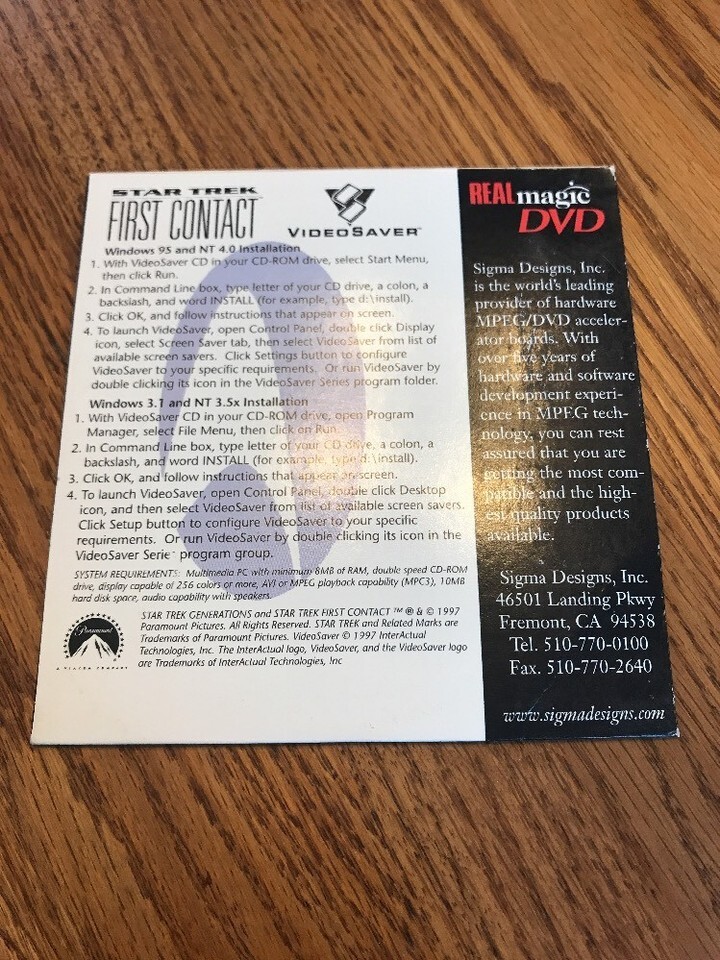 STAR TREK
FIRST CONTACT
VIDEOSAVER™
Windows 95 and NT 4.0 Installation
1. With VideoSaver CD in your CD-ROM drive, select Start Menu,
then click Run.
2. In Command Line box, type letter of your CD drive, a colon, a
backslash, and word INSTALL (for example, type d:\install).
3. Click OK, and follow instructions that appear on screen.
4. To launch VideoSaver, open Control Panel, double click Display
icon, select Screen Saver tab, then select VideoSaver from list of
available screen savers. Click Settings button to configure
VideoSaver to your specific requirements. Or run VideoSaver by
double clicking its icon in the VideoSaver Series program folder.
Windows 3.1 and NT 3.5x Installation
1. With VideoSaver CD in your CD-ROM drive, open Program
Manager, select File Menu, then click on Run.
2. In Command Line box, type letter of your CD drive, a colon, a
backslash, and word INSTALL (for example, type d:\install).
3. Click OK, and follow instructions that appear on screen.
4. To launch VideoSaver, open Control Panel, double click Desktop
icon, and then select VideoSaver from list of available screen savers.
Click Setup button to configure VideoSaver to your specific
requirements. Or run VideoSaver by double clicking its icon in the
VideoSaver Serie™ program group.
SYSTEM REQUIREMENTS: Multimedia PC with minimum 8MB of RAM, double speed CD-ROM
drive, display capable of 256 colors or more, AVI or MPEG playback capability (MPC3), 10MB
hard disk space, audio capability with speakers.
STAR TREK GENERATIONS and STAR TREK FIRST CONTACT ™ ® & © 1997
Paramount Pictures. All Rights Reserved. STAR TREK and Related Marks are
Trademarks of Paramount Pictures. VideoSaver © 1997 InterActual
Technologies, Inc. The InterActual logo, VideoSaver, and the VideoSaver logo
are Trademarks of InterActual Technologies, Inc
Paramount
A VIACOM COMPANY
REALmagic
DVD
Sigma Designs, Inc.
is the world's leading
provider of hardware
MPEG/DVD acceler-
ator boards. With
over five years of
hardware and software
development experi-
ence in MPEG tech-
nology, you can rest
assured that you are
getting the most com-
patible and the high-
est quality products
available.
Sigma Designs, Inc.
46501 Landing Pkwy
Fremont, CA 94538
Tel. 510-770-0100
Fax. 510-770-2640
www.sigmadesigns.com